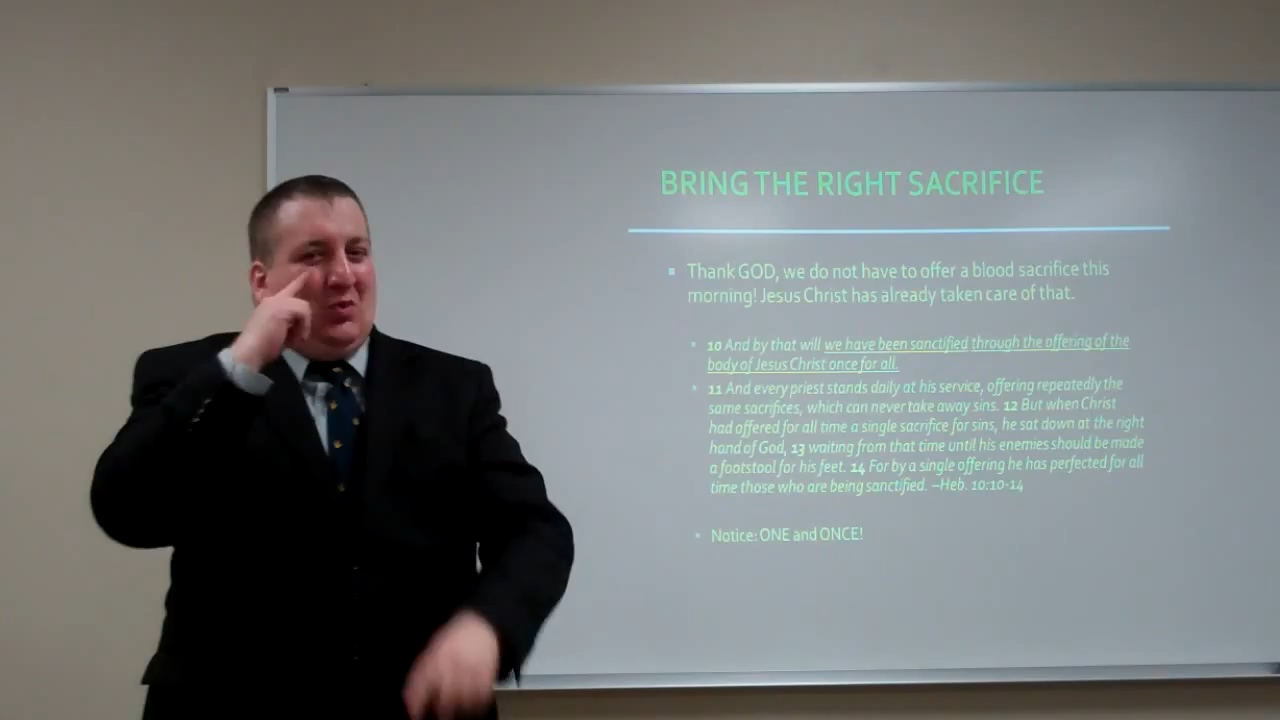 BRING THE RIGHT SACRIFICE
Thank GOD, we do not have to offer a blood sacrifice this
morning! Jesus Christ has already taken care of that.
10 And by that will we have been sanctified through the offering of the
body of Jesus Christ once for all.
11 And every priest stands daily at his service, offering repeatedly the
same sacrifices, which can never take away sins. 12 But when Christ
had offered for all time a single sacrifice for sins, he sat down at the right
hand of God, 13 waiting from that time until his enemies should be made
a footstool for his feet. 14 For by a single offering he has perfected for all
time those who are being sanctified. –Heb. 10:10-14
Notice: ONE and ONCE!